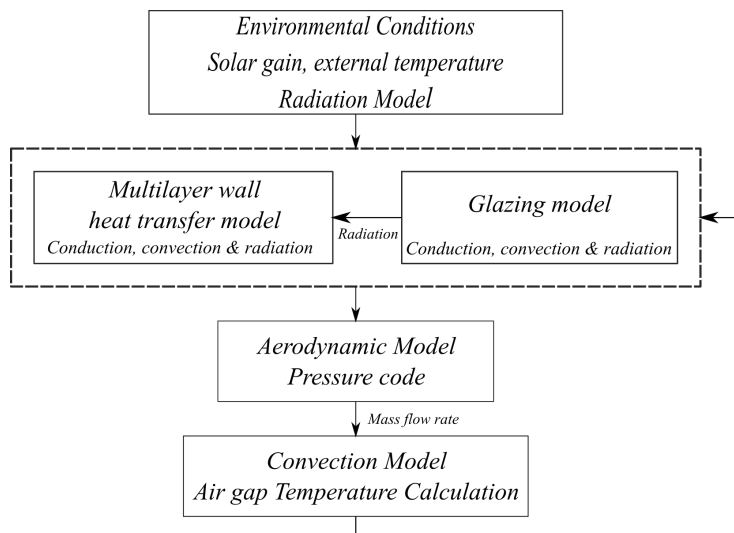 Environmental Conditions
Solar gain, external temperature
Radiation Model
Multilayer wall
heat transfer model
Conduction, convection & radiation
Radiation
Glazing model
Conduction, convection & radiation
Aerodynamic Model
Pressure code
Mass flow rate
Convection Model
Air gap Temperature Calculation